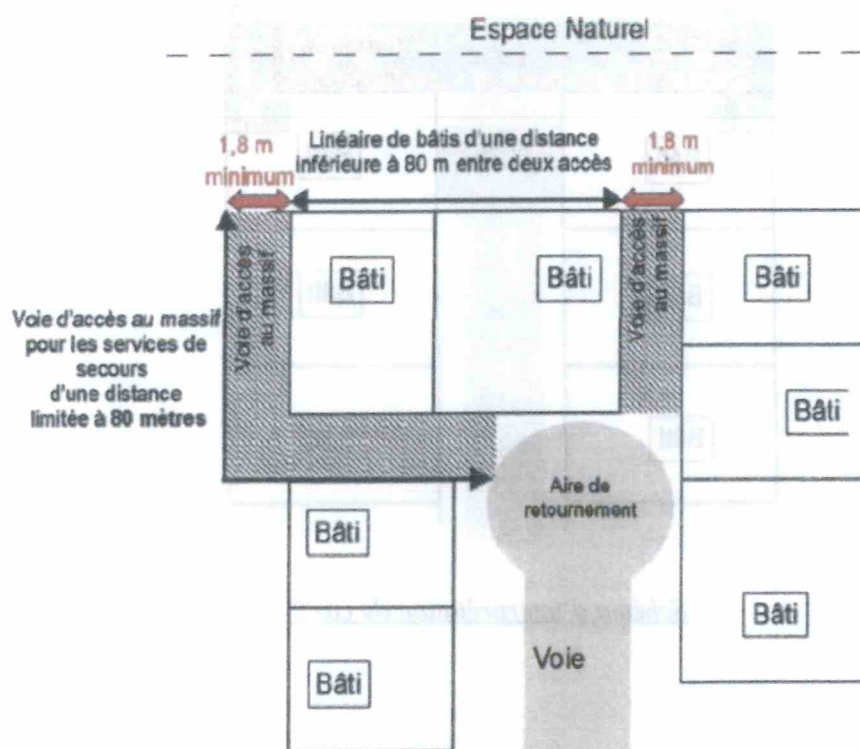 Espace Naturel
1,8 m
minimum
Linéaire de bâtis d'une distance
inférieure à 80 m entre deux accès
1,8 m
minimum
Voie d'accès
au massif
Bâti
Bâti
Voie d'accès
au massif
Bâti
Voie d'accès au massif
pour les services de
secours
d'une distance
limitée à 80 mètres
Bâti
Aire de
retournement
Bâti
Bâti
Voie
Bâti